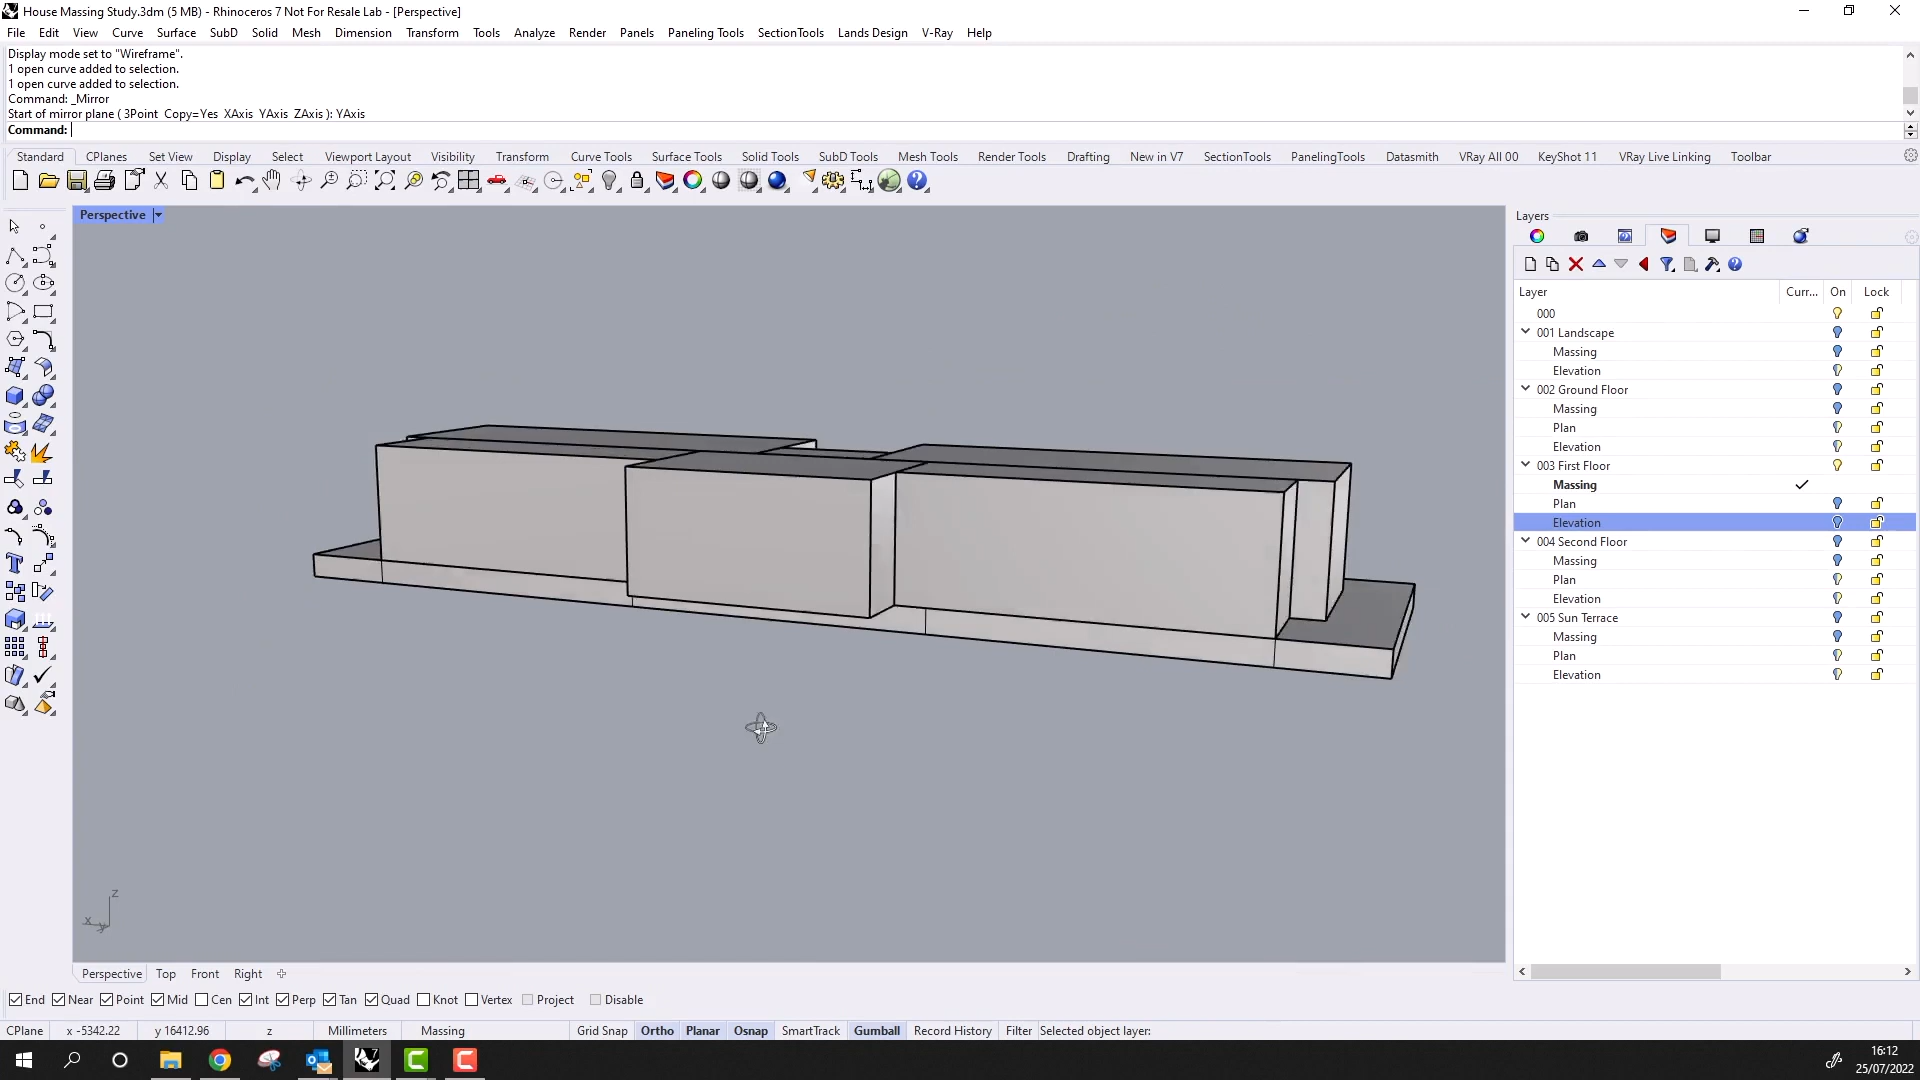 House Massing Study.3dm (5 MB) - Rhinoceros 7 Not For Resale Lab - [Perspective]
File Edit View Curve Surface SubD Solid Mesh Dimension Transform Tools Analyze Render Panels Paneling Tools SectionTools Lands Design V-Ray Help
Display mode set to "Wireframe".
1 open curve added to selection.
1 open curve added to selection.
Command: _Mirror
Start of mirror plane ( 3Point Copy=Yes XAxis YAxis ZAxis ): YAxis
Command:
Standard CPlanes Set View Display Select Viewport Layout Visibility Transform Curve Tools Surface Tools Solid Tools SubD Tools Mesh Tools Render Tools Drafting New in V7 SectionTools PanelingTools Datasmith VRay All 00 KeyShot 11 VRay Live Linking Toolbar
Perspective
Layers
Layer Curr... On Lock
000
001 Landscape
Massing
Elevation
002 Ground Floor
Massing
Plan
Elevation
003 First Floor
Massing
Plan
Elevation
004 Second Floor
Massing
Plan
Elevation
005 Sun Terrace
Massing
Plan
Elevation
z
x y
Perspective Top Front Right
End Near Point Mid Cen Int Perp Tan Quad Knot Vertex Project Disable
CPlane x -5342.22 y 16412.96 z Millimeters Massing Grid Snap Ortho Planar Osnap SmartTrack Gumball Record History Filter Selected object layer:
16:12
25/07/2022